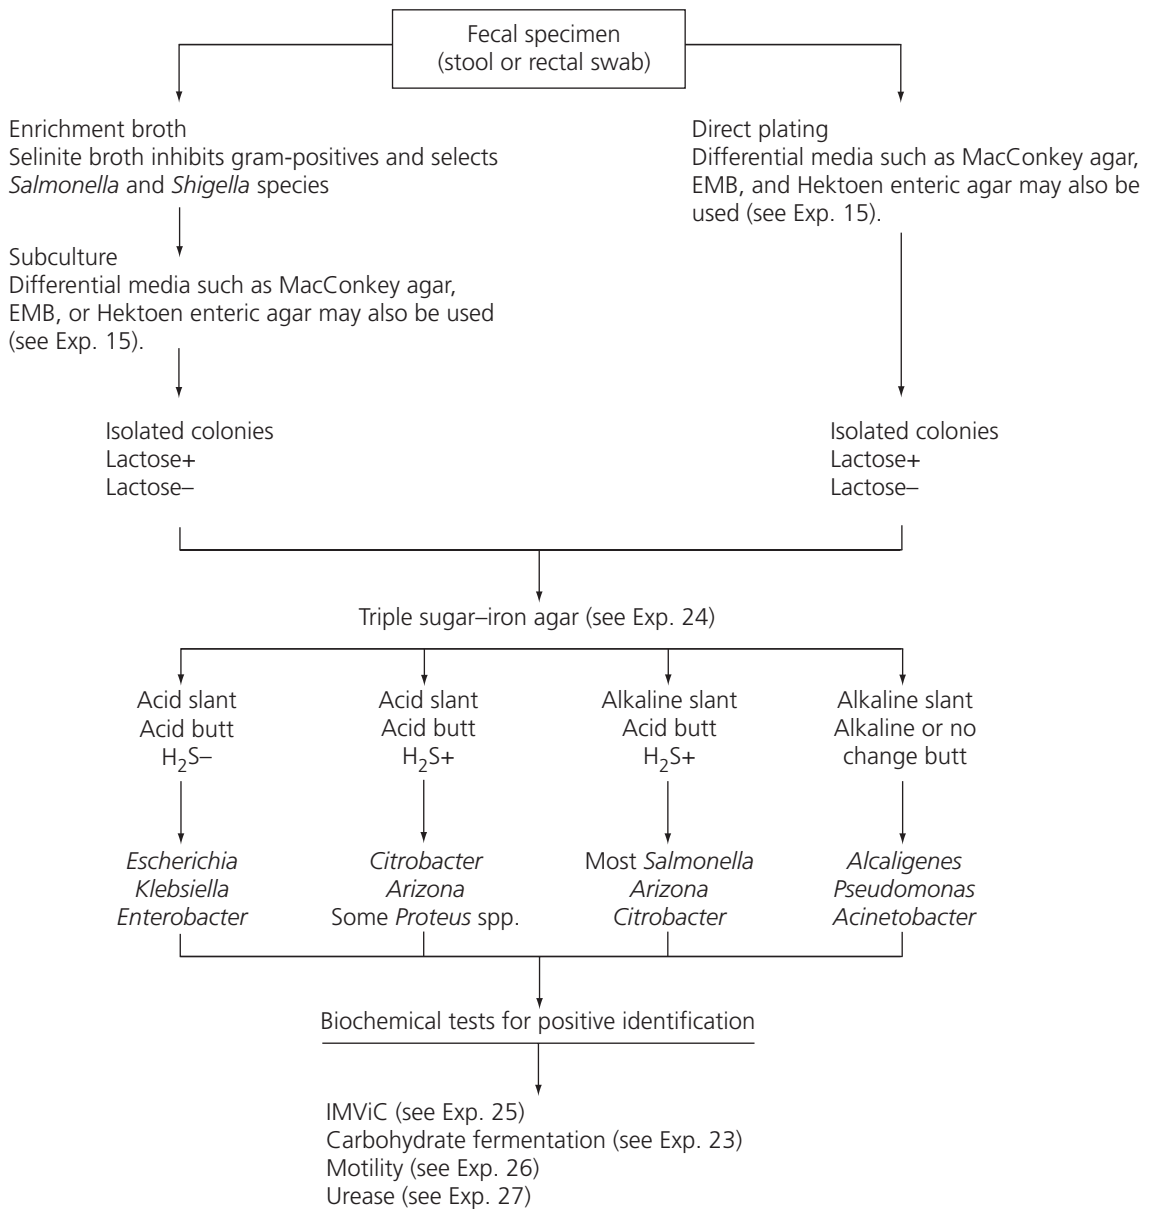 Fecal specimen
(stool or rectal swab)
Enrichment broth
Selinite broth inhibits gram-positives and selects
Salmonella and Shigella species
Direct plating
Differential media such as MacConkey agar,
EMB, and Hektoen enteric agar may also be
used (see Exp. 15).
Subculture
Differential media such as MacConkey agar,
EMB, or Hektoen enteric agar may also be used
(see Exp. 15).
Isolated colonies
Lactose+
Lactose–
Isolated colonies
Lactose+
Lactose–
Triple sugar–iron agar (see Exp. 24)
Acid slant
Acid butt
H₂S–
Acid slant
Acid butt
H₂S+
Alkaline slant
Acid butt
H₂S+
Alkaline slant
Alkaline or no
change butt
Escherichia
Klebsiella
Enterobacter
Citrobacter
Arizona
Some Proteus spp.
Most Salmonella
Arizona
Citrobacter
Alcaligenes
Pseudomonas
Acinetobacter
Biochemical tests for positive identification
IMViC (see Exp. 25)
Carbohydrate fermentation (see Exp. 23)
Motility (see Exp. 26)
Urease (see Exp. 27)